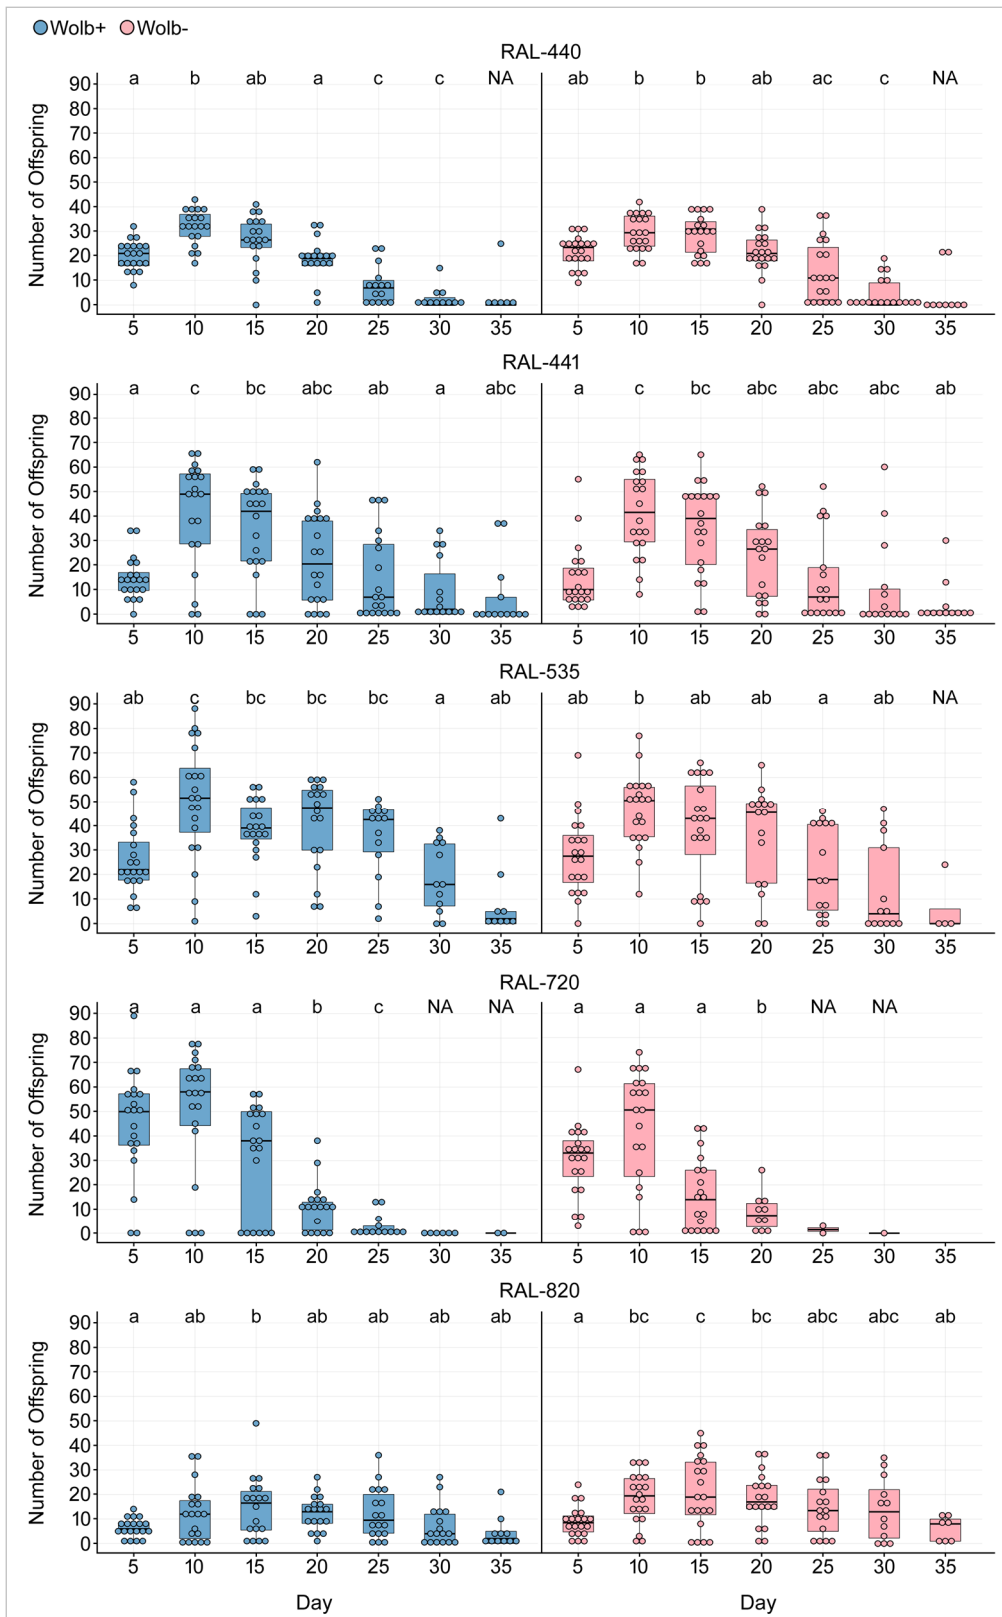 Wolb+ Wolb-
RAL-440
a b ab a c c NA ab b b ab ac c NA
90
80
70
60
50
40
30
20
10
0
Number of Offspring
5 10 15 20 25 30 35 5 10 15 20 25 30 35
RAL-441
a c bc abc ab a abc a c bc abc abc abc ab
90
80
70
60
50
40
30
20
10
0
Number of Offspring
5 10 15 20 25 30 35 5 10 15 20 25 30 35
RAL-535
ab c bc bc bc a ab ab b ab ab a ab NA
90
80
70
60
50
40
30
20
10
0
Number of Offspring
5 10 15 20 25 30 35 5 10 15 20 25 30 35
RAL-720
a a a b c NA NA a a a b NA NA
90
80
70
60
50
40
30
20
10
0
Number of Offspring
5 10 15 20 25 30 35 5 10 15 20 25 30 35
RAL-820
a ab b ab ab ab ab a bc c bc abc abc ab
90
80
70
60
50
40
30
20
10
0
Number of Offspring
5 10 15 20 25 30 35 5 10 15 20 25 30 35
Day Day